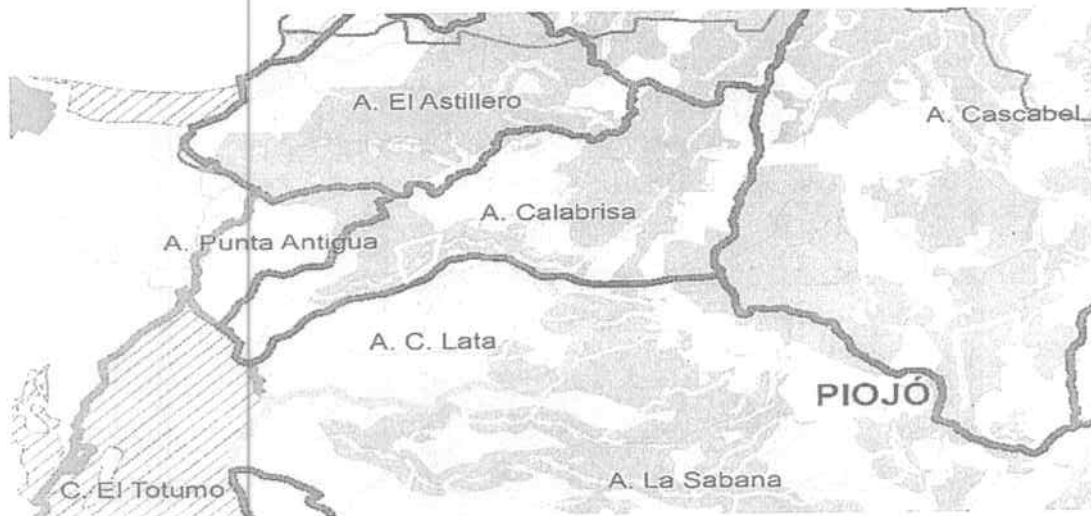 A. El Astillero
A. Cascabel
A. Calabrisa
A. Punta Antigua
A. C. Lata
PIOJÓ
A. La Sabana
C. El Totumo